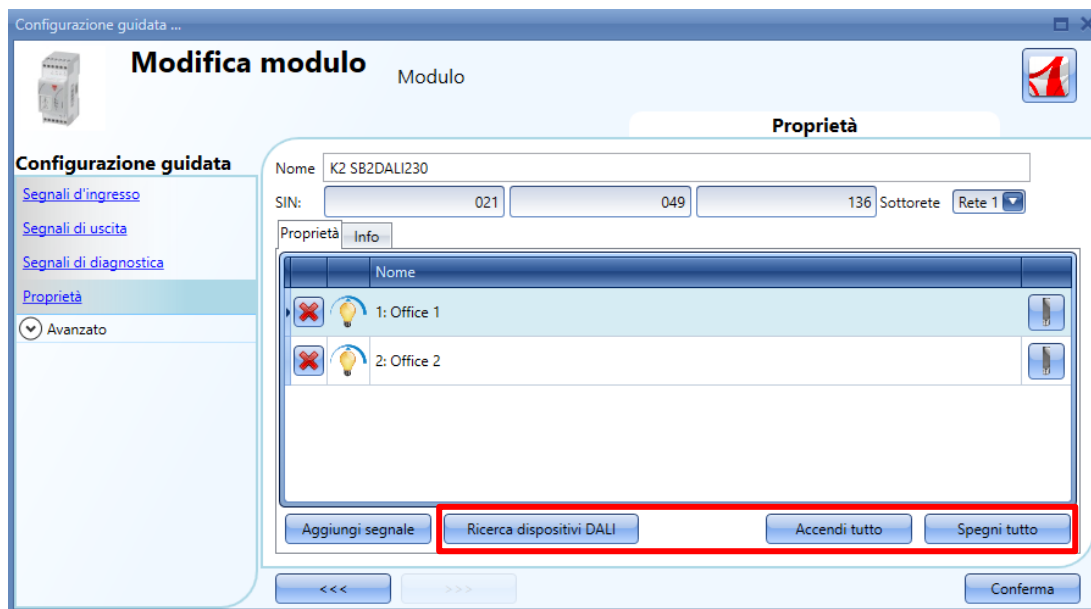 Configurazione guidata ...
Modifica modulo Modulo
Proprietà
Configurazione guidata
Segnali d'ingresso
Segnali di uscita
Segnali di diagnostica
Proprietà
Avanzato
Nome K2 SB2DALI230
SIN: 021 049 136 Sottorete Rete 1
Proprietà Info
Nome
1: Office 1
2: Office 2
Aggiungi segnale Ricerca dispositivi DALI Accendi tutto Spegni tutto
<<< >>> Conferma